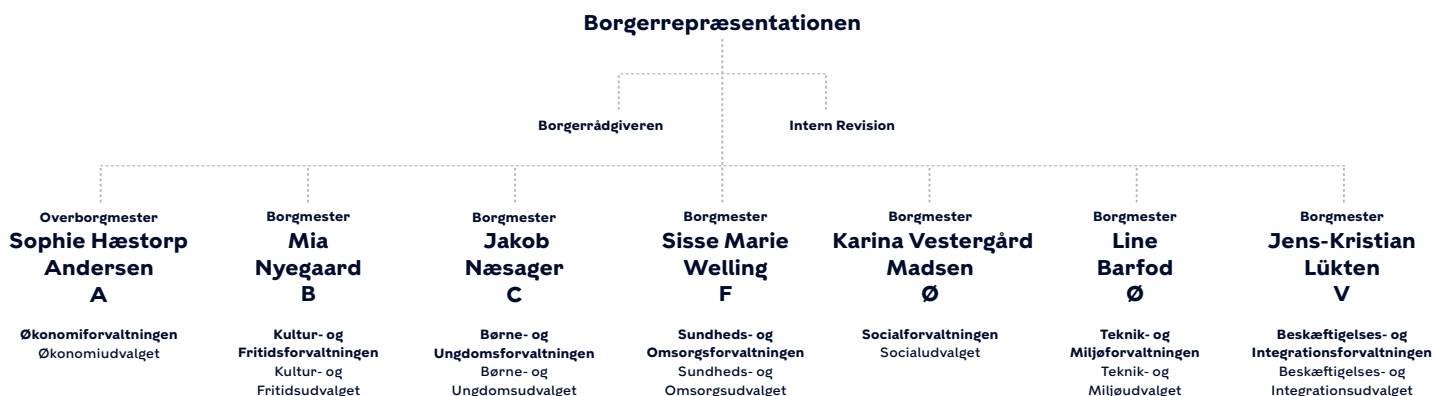 Borgerrepræsentationen
Borgerrådgiveren
Intern Revision
Overborgmester
Sophie Hæstorp
Andersen
A
Økonomiforvaltningen
Økonomiudvalget
Borgmester
Mia
Nyegaard
B
Kultur- og
Fritidsforvaltningen
Kultur- og
Fritidsudvalget
Borgmester
Jakob
Næsager
C
Børne- og
Ungdomsforvaltningen
Børne- og
Ungdomsudvalget
Borgmester
Sisse Marie
Welling
F
Sundheds- og
Omsorgsforvaltningen
Sundheds- og
Omsorgsudvalget
Borgmester
Karina Vestergård
Madsen
Ø
Socialforvaltningen
Socialudvalget
Borgmester
Line
Barfod
Ø
Teknik- og
Miljøforvaltningen
Teknik- og
Miljøudvalget
Borgmester
Jens-Kristian
Lükten
V
Beskæftigelses- og
Integrationsforvaltningen
Beskæftigelses- og
Integrationsudvalget